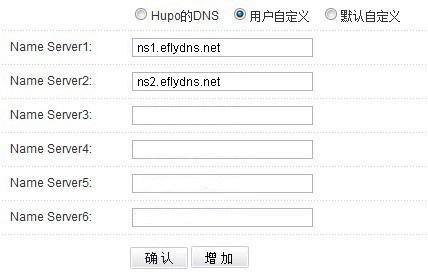 Hupo的DNS 用户自定义 默认自定义
Name Server1: ns1.eflydns.net
Name Server2: ns2.eflydns.net
Name Server3:
Name Server4:
Name Server5:
Name Server6:
确 认 增 加